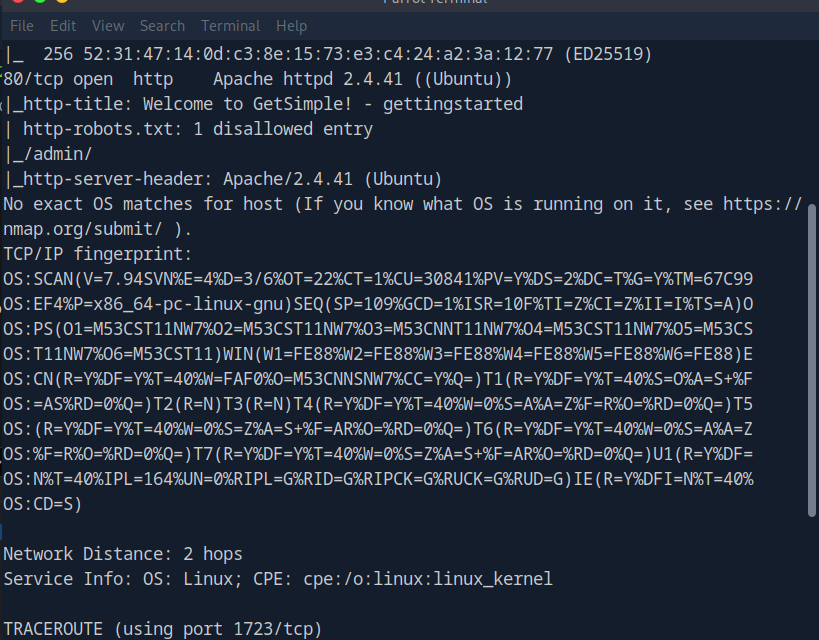 Parrot Terminal
File Edit View Search Terminal Help
|_  256 52:31:47:14:0d:c3:8e:15:73:e3:c4:24:a2:3a:12:77 (ED25519)
80/tcp open  http    Apache httpd 2.4.41 ((Ubuntu))
|_http-title: Welcome to GetSimple! - gettingstarted
| http-robots.txt: 1 disallowed entry
|_/admin/
|_http-server-header: Apache/2.4.41 (Ubuntu)
No exact OS matches for host (If you know what OS is running on it, see https://
nmap.org/submit/ ).
TCP/IP fingerprint:
OS:SCAN(V=7.94SVN%E=4%D=3/6%OT=22%CT=1%CU=30841%PV=Y%DS=2%DC=T%G=Y%TM=67C99
OS:EF4%P=x86_64-pc-linux-gnu)SEQ(SP=109%GCD=1%ISR=10F%TI=Z%CI=Z%II=I%TS=A)O
OS:PS(O1=M53CST11NW7%O2=M53CST11NW7%O3=M53CNNT11NW7%O4=M53CST11NW7%O5=M53CS
OS:T11NW7%O6=M53CST11)WIN(W1=FE88%W2=FE88%W3=FE88%W4=FE88%W5=FE88%W6=FE88)E
OS:CN(R=Y%DF=Y%T=40%W=FAF0%O=M53CNNSNW7%CC=Y%Q=)T1(R=Y%DF=Y%T=40%S=O%A=S+%F
OS:=AS%RD=0%Q=)T2(R=N)T3(R=N)T4(R=Y%DF=Y%T=40%W=0%S=A%A=Z%F=R%O=%RD=0%Q=)T5
OS:(R=Y%DF=Y%T=40%W=0%S=Z%A=S+%F=AR%O=%RD=0%Q=)T6(R=Y%DF=Y%T=40%W=0%S=A%A=Z
OS:%F=R%O=%RD=0%Q=)T7(R=Y%DF=Y%T=40%W=0%S=Z%A=S+%F=AR%O=%RD=0%Q=)U1(R=Y%DF=
OS:N%T=40%IPL=164%UN=0%RIPL=G%RID=G%RIPCK=G%RUCK=G%RUD=G)IE(R=Y%DFI=N%T=40%
OS:CD=S)
Network Distance: 2 hops
Service Info: OS: Linux; CPE: cpe:/o:linux:linux_kernel
TRACEROUTE (using port 1723/tcp)